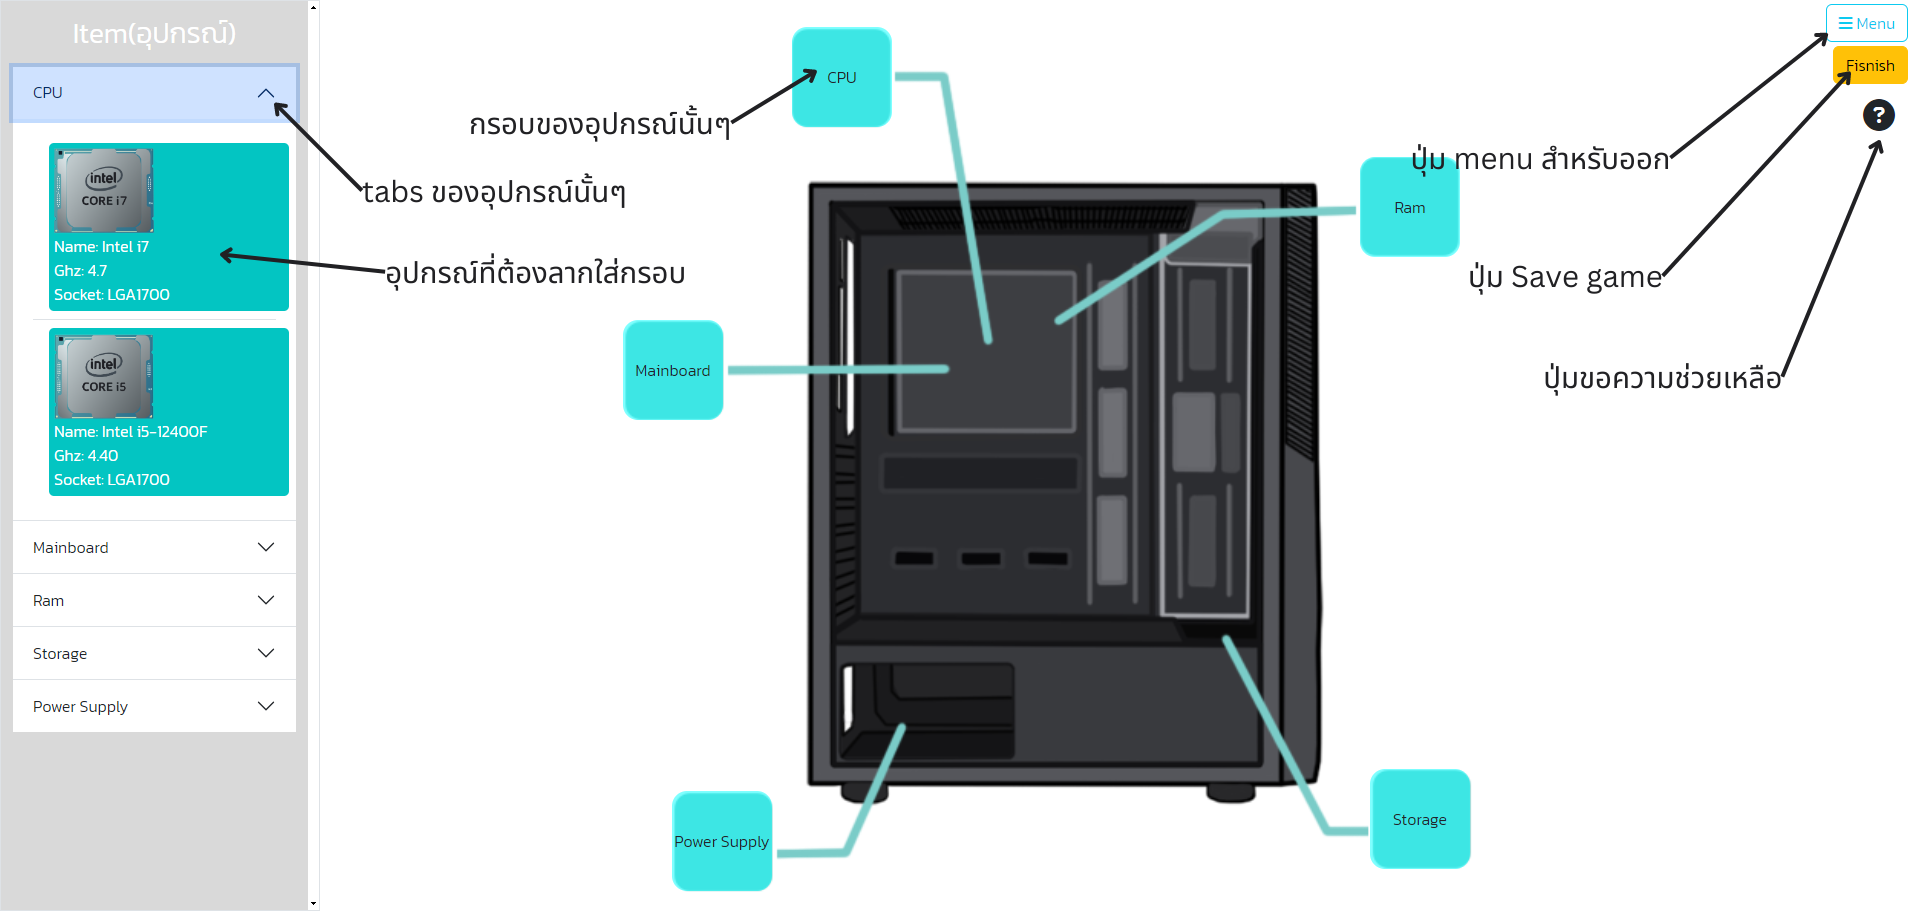 Item(อุปกรณ์)
CPU
intel
CORE i7
Name: Intel i7
Ghz: 4.7
Socket: LGA1700
intel
CORE i5
Name: Intel i5-12400F
Ghz: 4.40
Socket: LGA1700
Mainboard
Ram
Storage
Power Supply
tabs ของอุปกรณ์นั้นๆ
อุปกรณ์ที่ต้องลากใส่กรอบ
กรอบของอุปกรณ์นั้นๆ
CPU
Ram
Mainboard
Power Supply
Storage
Menu
Fisnish
?
ปุ่ม menu สำหรับออก
ปุ่ม Save game
ปุ่มขอความช่วยเหลือ